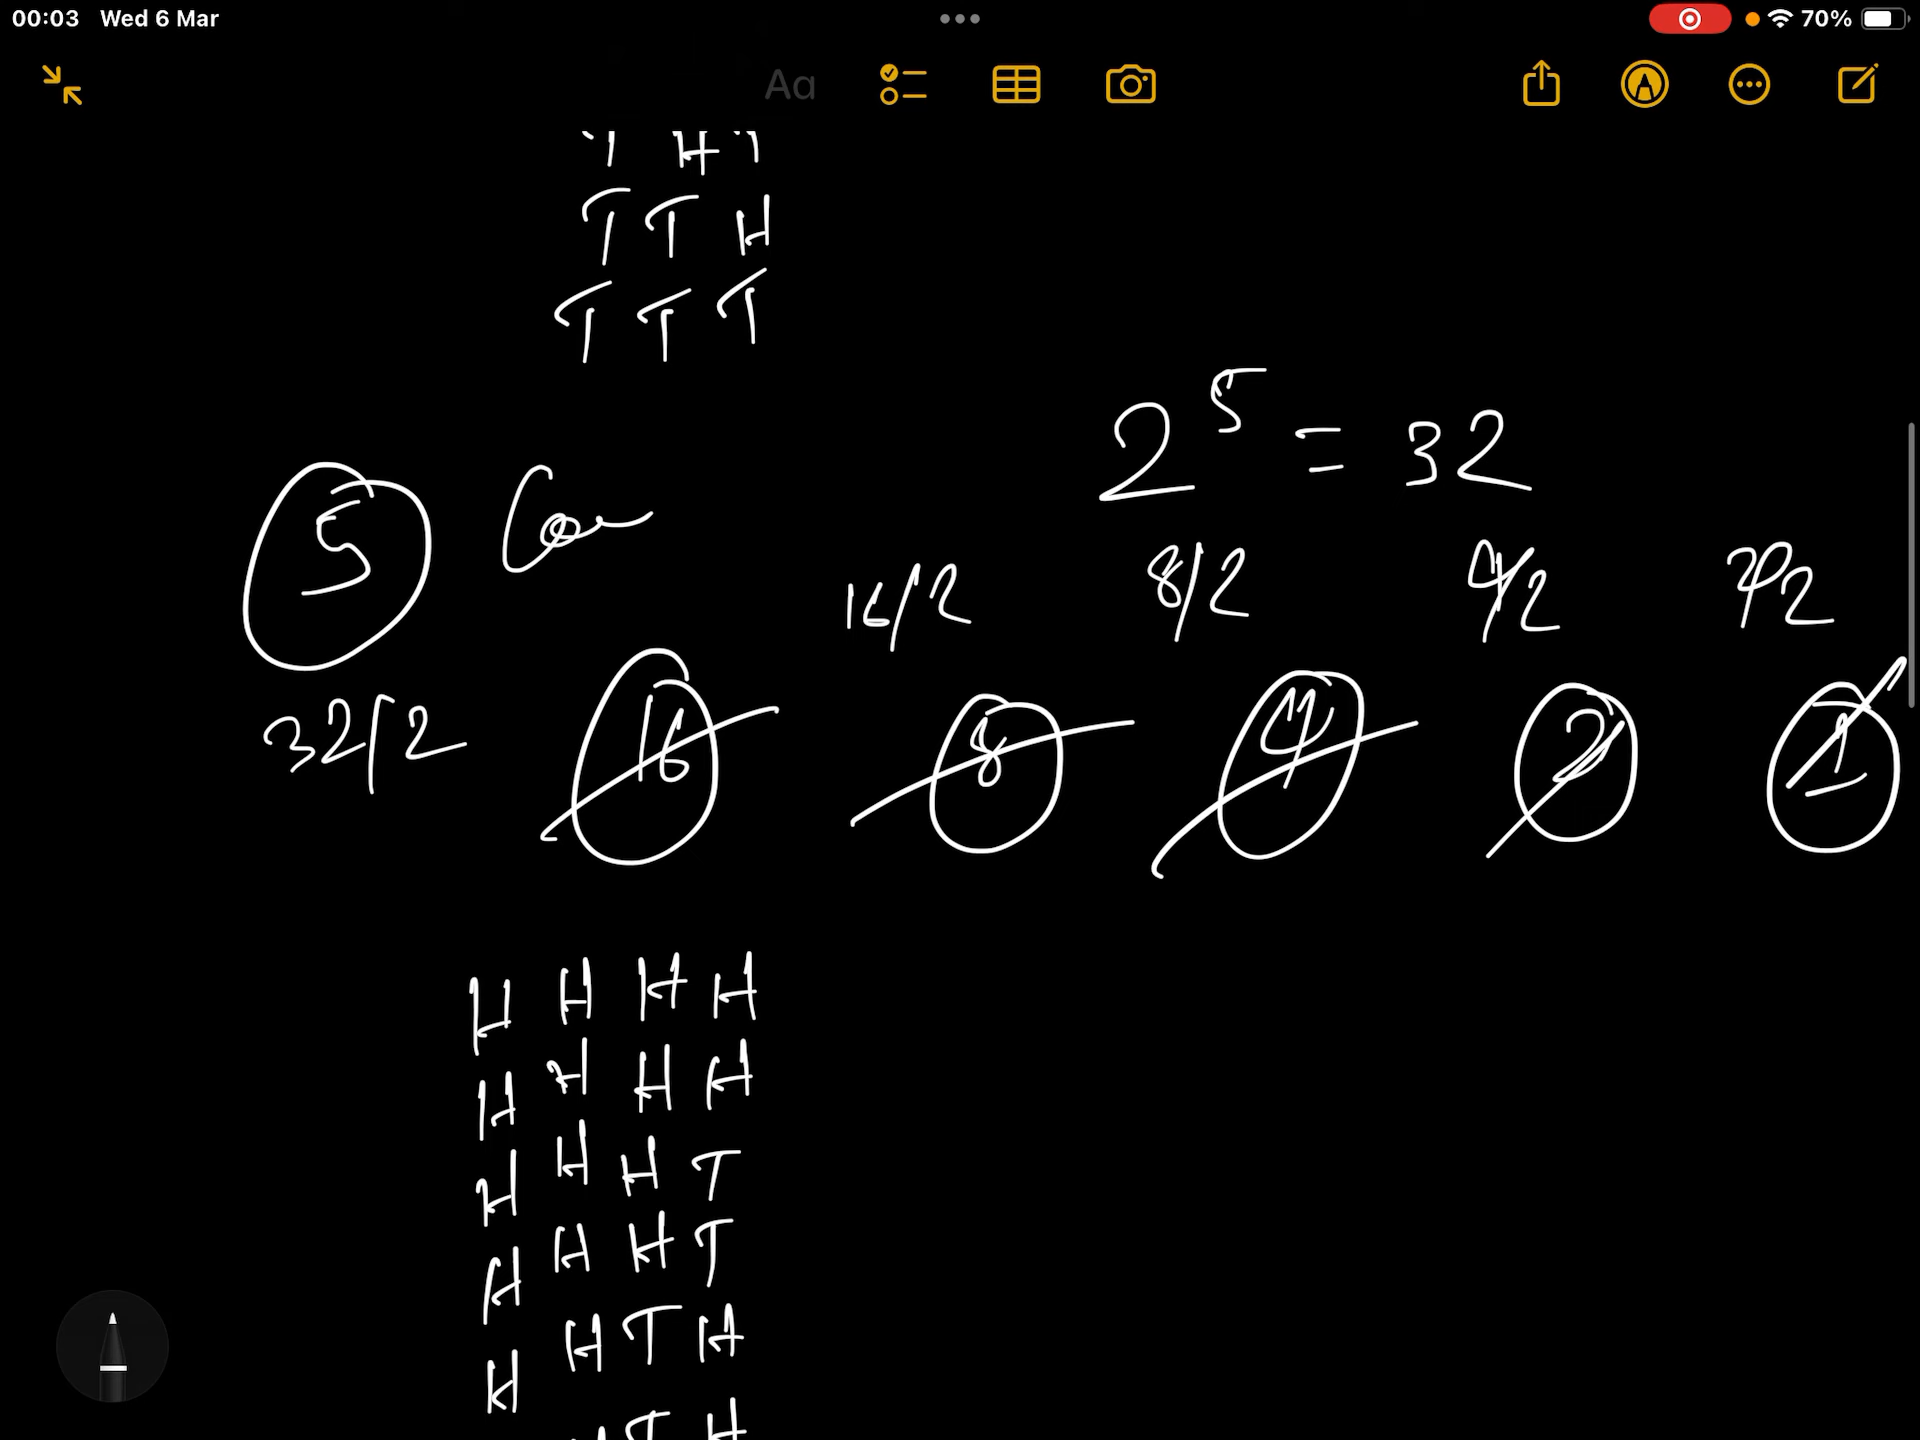 00:03 Wed 6 Mar 70%
Aa
T H T
T T H
T T T
2^5 = 32
5
16/2 8/2 4/2 2/2
32/2 16 8 4 2 1
H H H H
H H H H
H H H T
H H H T
H H T H
H T H